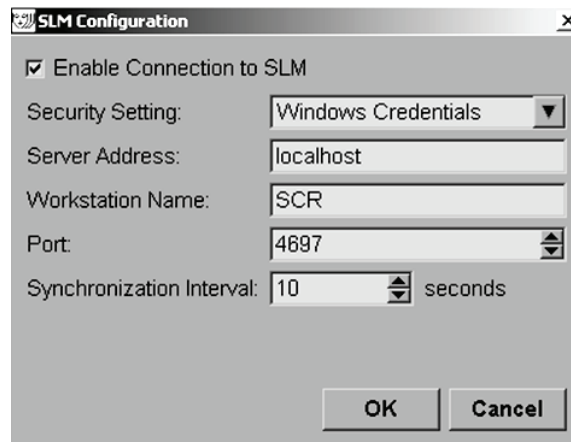 SLM Configuration
Enable Connection to SLM
Security Setting: Windows Credentials
Server Address: localhost
Workstation Name: SCR
Port: 4697
Synchronization Interval: 10 seconds
OK Cancel